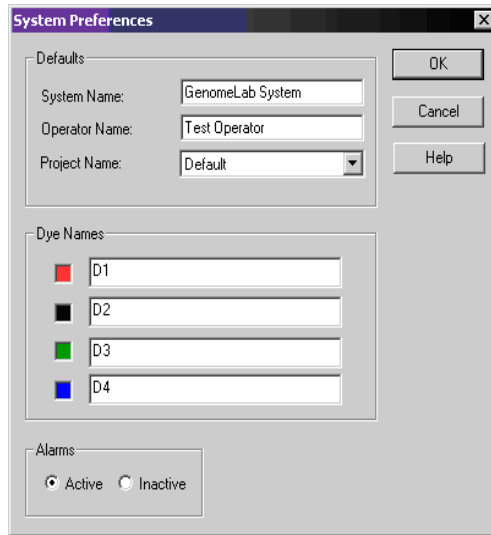 System Preferences
Defaults
System Name: GenomeLab System
Operator Name: Test Operator
Project Name: Default
OK
Cancel
Help
Dye Names
D1
D2
D3
D4
Alarms
Active Inactive